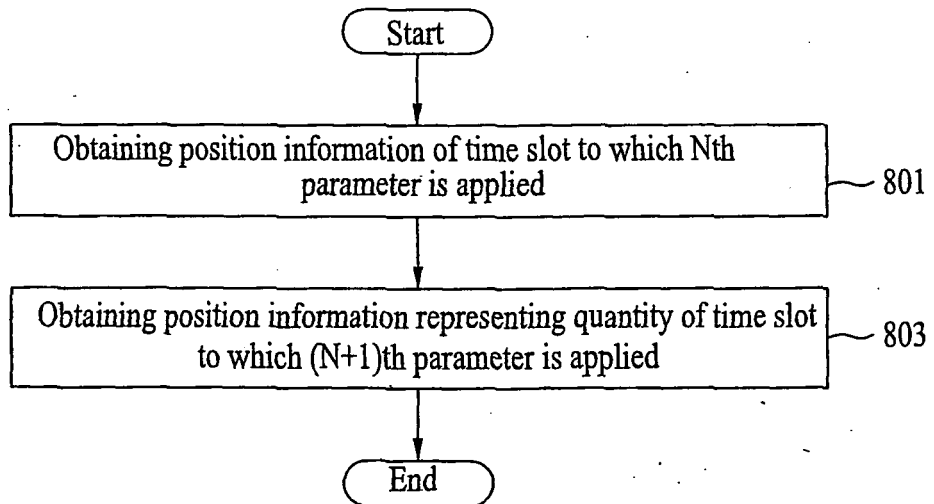 Start
Obtaining position information of time slot to which Nth
parameter is applied
801
Obtaining position information representing quantity of time slot
to which (N+1)th parameter is applied
803
End